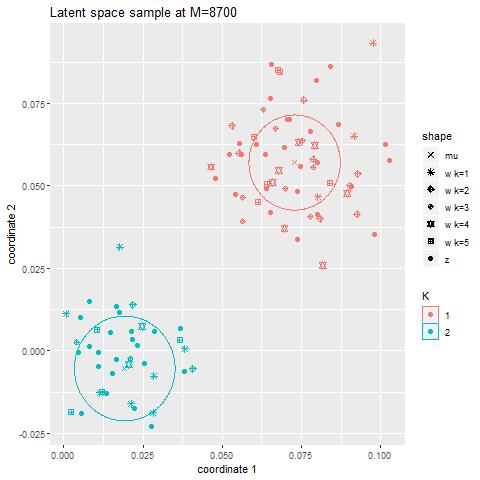 Latent space sample at M=8700
coordinate 2
0.075
0.050
0.025
0.000
-0.025
0.000
0.025
0.050
0.075
0.100
coordinate 1
shape
mu
w k=1
w k=2
w k=3
w k=4
w k=5
z
K
1
2